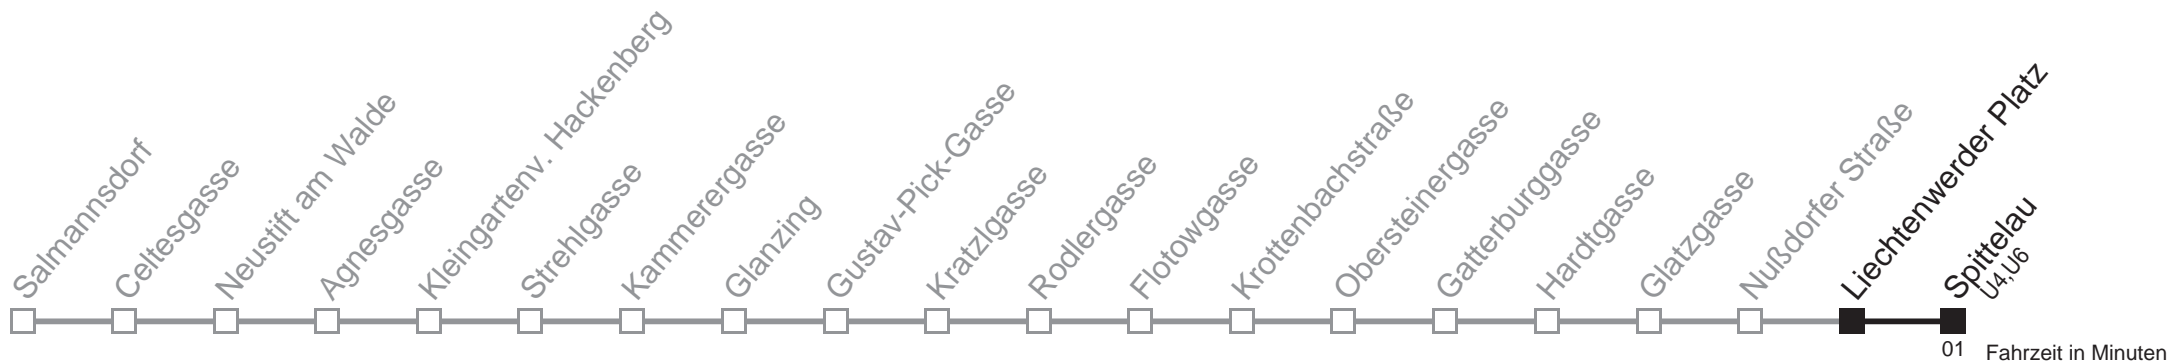 Salmannsdorf
Celtesgasse
Neustift am Walde
Agnesgasse
Kleingartenv. Hackenberg
Strehlgasse
Kammerergasse
Glanzing
Gustav-Pick-Gasse
Kratzlgasse
Rodlergasse
Flotowgasse
Krottenbachstraße
Obersteinergasse
Gatterburggasse
Hardtgasse
Glatzgasse
Nußdorfer Straße
Liechtenwerder Platz
Spittelau
U4,U6
01
Fahrzeit in Minuten